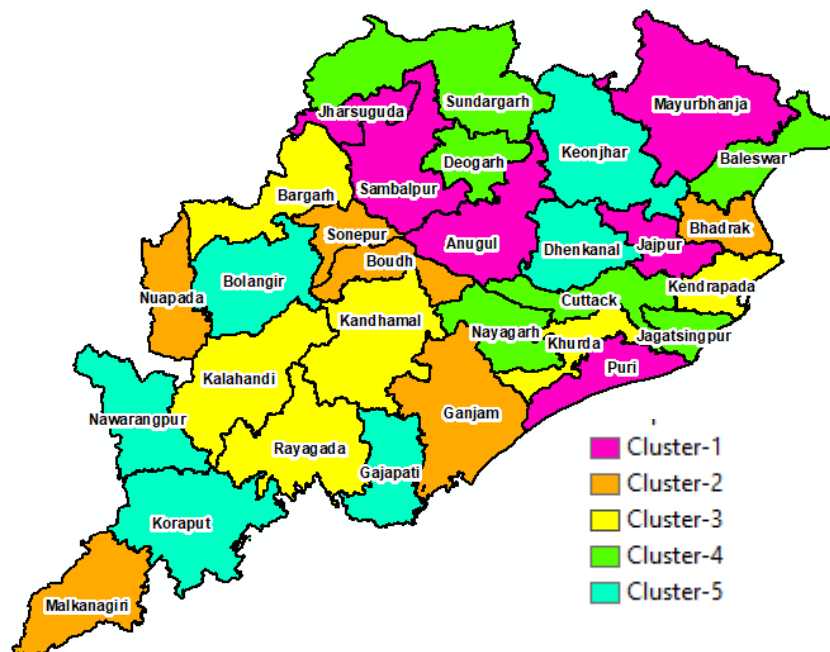 Jharsuguda
Sundargarh
Mayurbhanja
Deogarh
Keonjhar
Baleswar
Bargarh
Sambalpur
Sonepur
Anugul
Dhenkanal
Jajpur
Bhadrak
Boudh
Nuapada
Bolangir
Kendrapada
Cuttack
Kandhamal
Nayagarh
Khurda
Jagatsingpur
Puri
Kalahandi
Nawarangpur
Ganjam
Rayagada
Gajapati
Koraput
Malkanagiri
Cluster-1
Cluster-2
Cluster-3
Cluster-4
Cluster-5